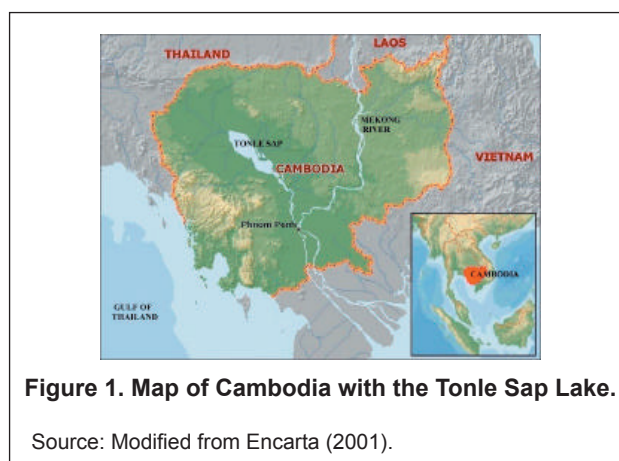 THAILAND
LAOS
MEKONG
RIVER
TONLE SAP
CAMBODIA
VIETNAM
Phnom Penh
GULF OF
THAILAND
CAMBODIA
Figure 1. Map of Cambodia with the Tonle Sap Lake.
Source: Modified from Encarta (2001).